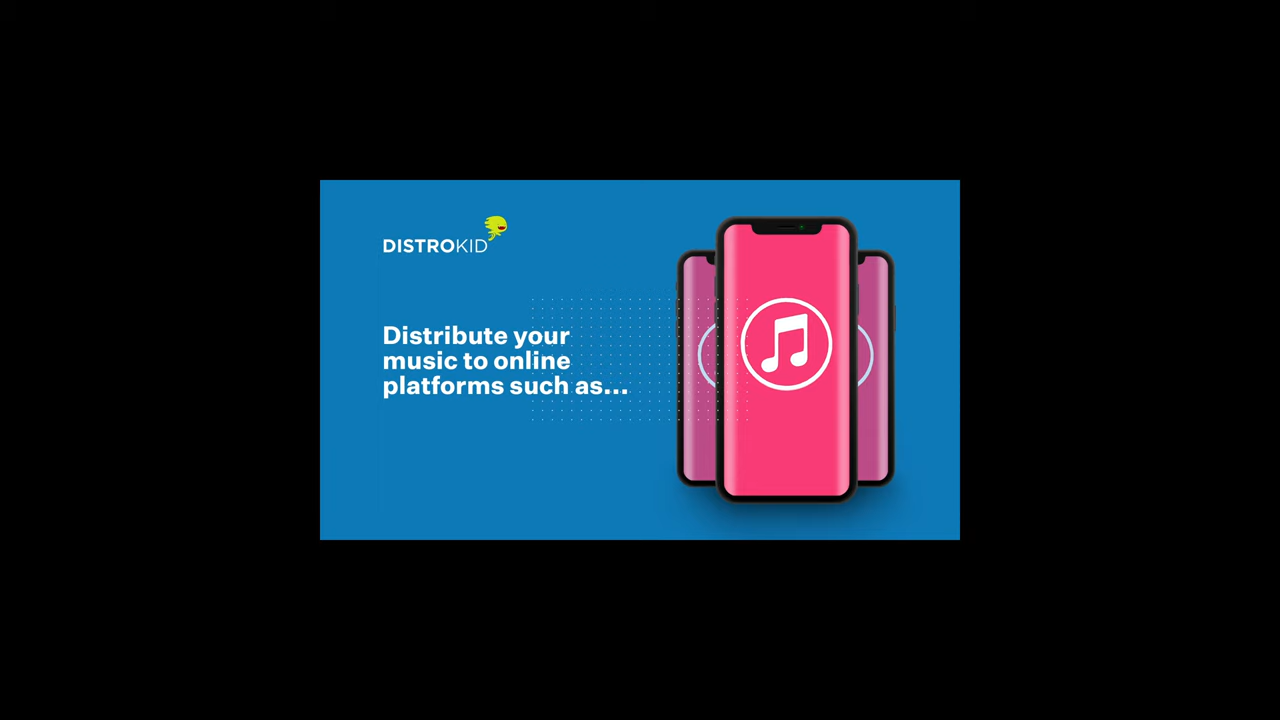 DISTROKID
Distribute your
music to online
platforms such as...